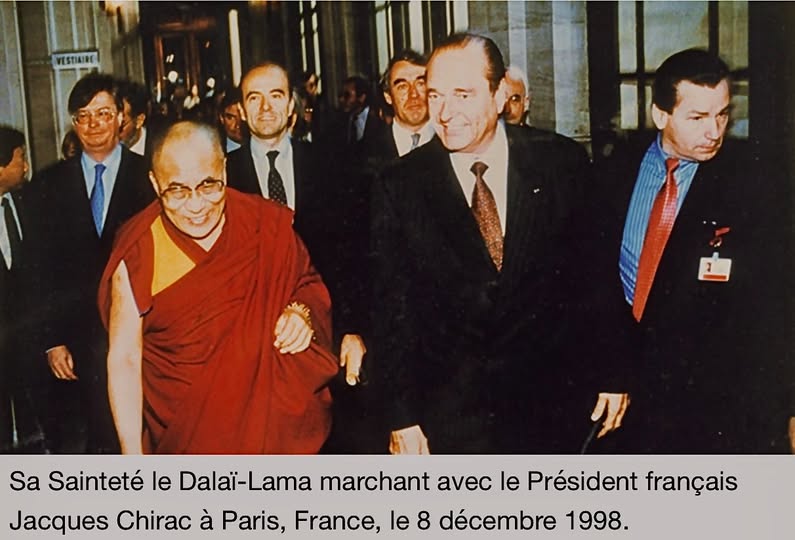 VESTIAIRE
Sa Sainteté le Dalaï-Lama marchant avec le Président français
Jacques Chirac à Paris, France, le 8 décembre 1998.